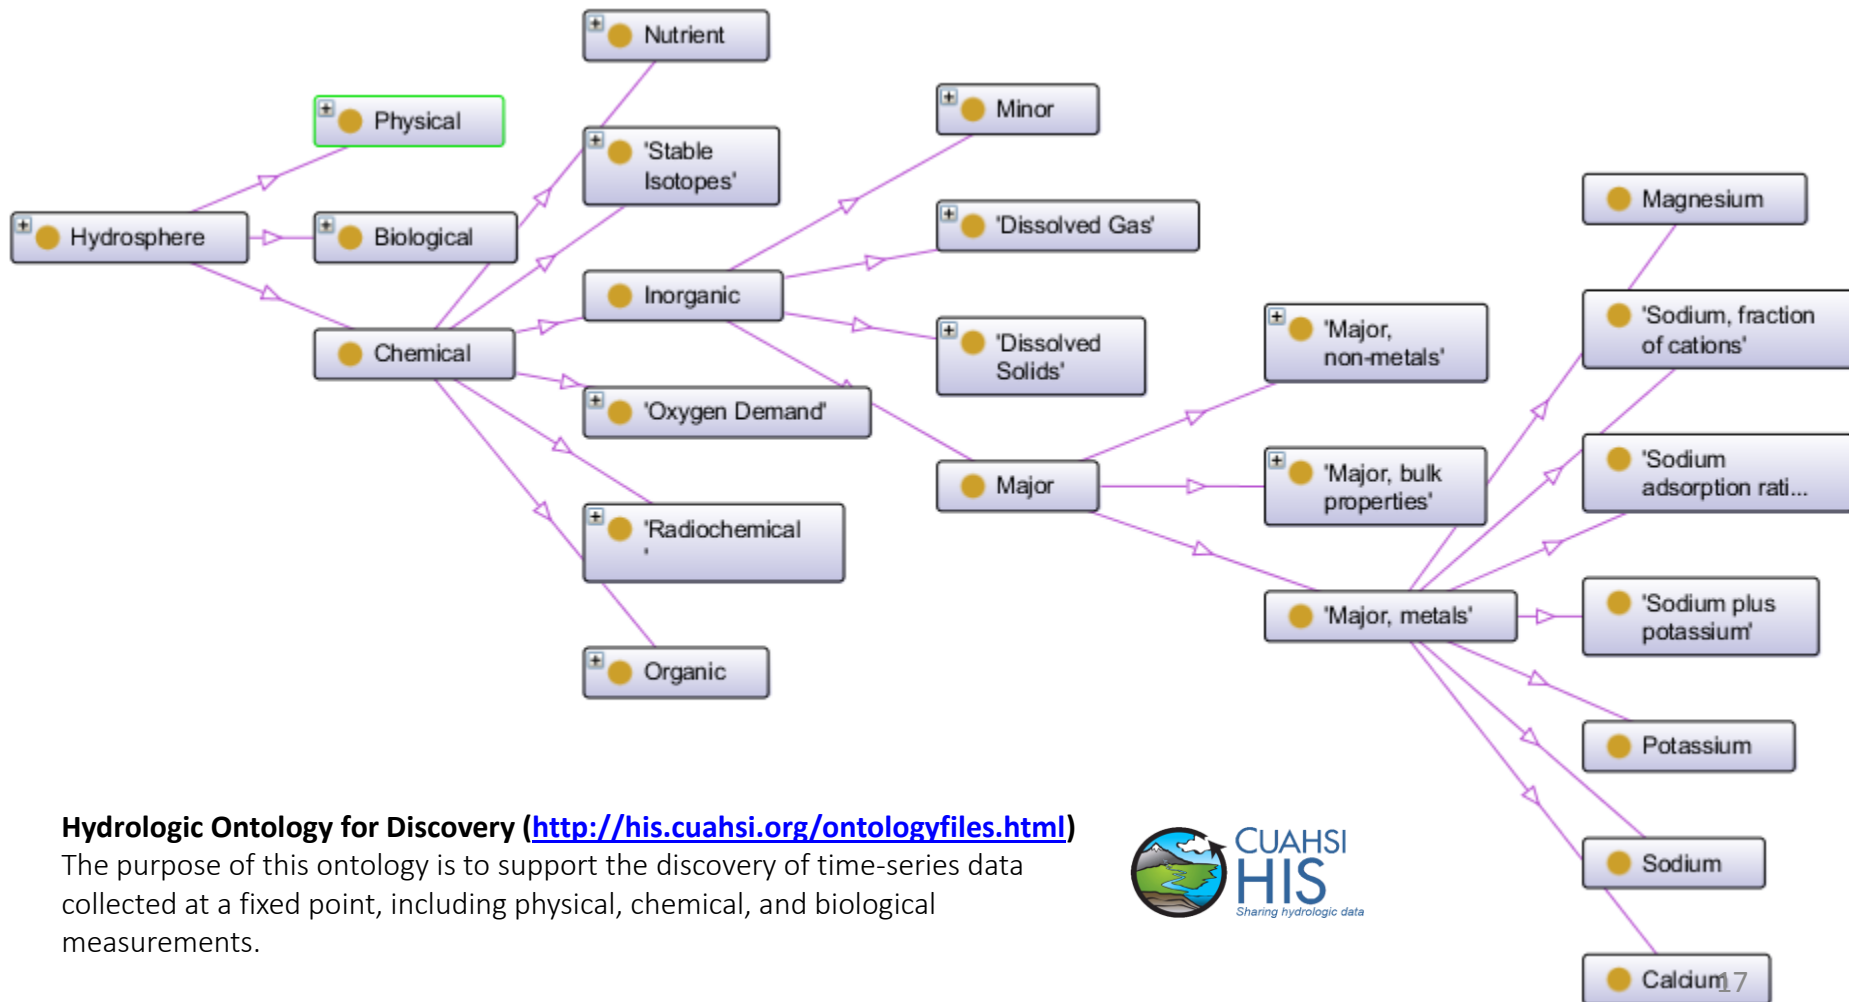 Nutrient
Physical
'Stable
Isotopes'
Hydrosphere
Biological
Inorganic
Chemical
'Oxygen Demand'
'Radiochemical
'
Organic
Minor
'Dissolved Gas'
'Dissolved
Solids'
Major
'Major,
non-metals'
'Major, bulk
properties'
'Major, metals'
Magnesium
'Sodium, fraction
of cations'
'Sodium
adsorption rati...
'Sodium plus
potassium'
Potassium
Sodium
Calcium
17
Hydrologic Ontology for Discovery (http://his.cuahsi.org/ontologyfiles.html)
The purpose of this ontology is to support the discovery of time-series data
collected at a fixed point, including physical, chemical, and biological
measurements.
CUAHSI
HIS
Sharing hydrologic data